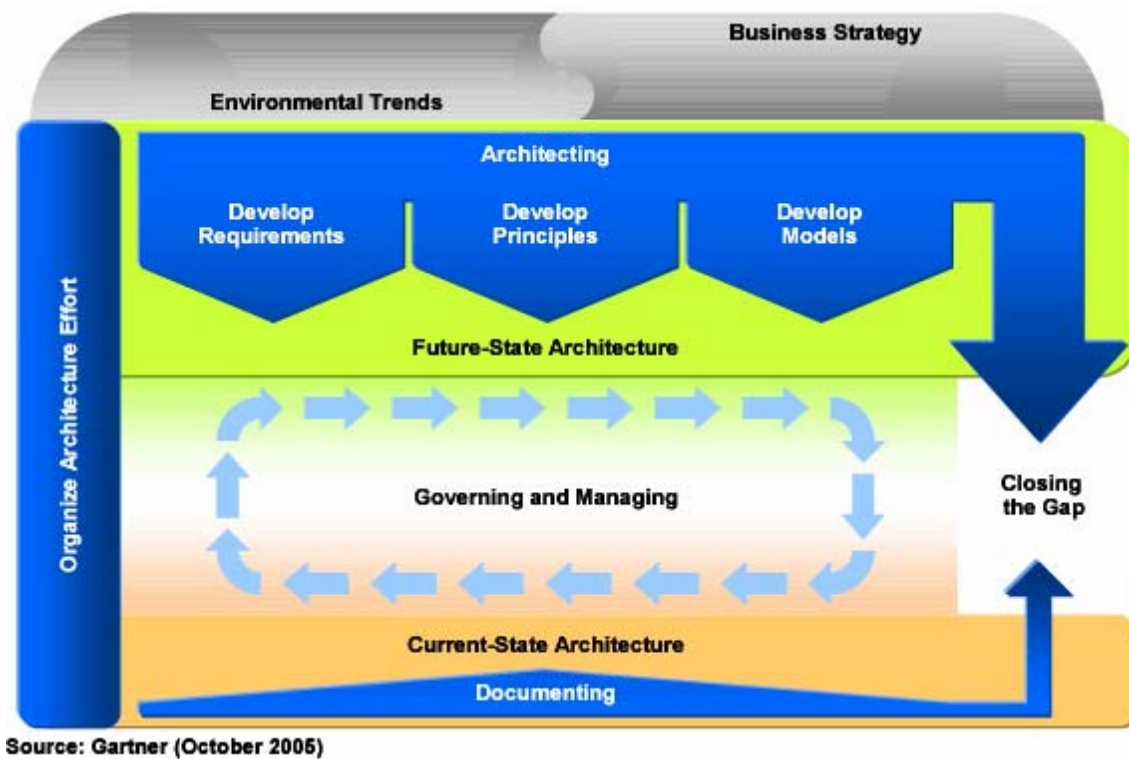 Business Strategy
Environmental Trends
Architecting
Develop
Requirements
Develop
Principles
Develop
Models
Organize Architecture Effort
Future-State Architecture
Governing and Managing
Closing
the Gap
Current-State Architecture
Documenting
Source: Gartner (October 2005)